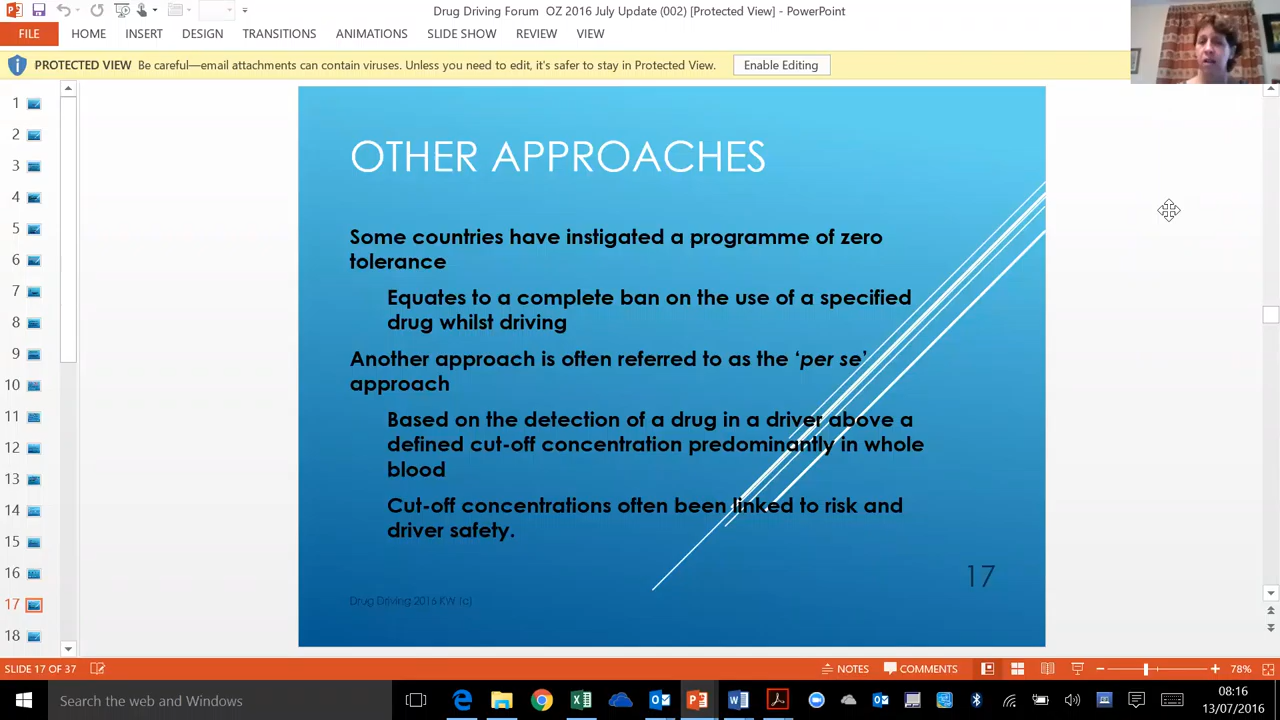 Drug Driving Forum  OZ 2016 July Update (002) [Protected View] - PowerPoint
FILE HOME INSERT DESIGN TRANSITIONS ANIMATIONS SLIDE SHOW REVIEW VIEW
PROTECTED VIEW Be careful—email attachments can contain viruses. Unless you need to edit, it's safer to stay in Protected View. Enable Editing
1
2
3
4
5
6
7
8
9
10
11
12
13
14
15
16
17
18
OTHER APPROACHES
Some countries have instigated a programme of zero
tolerance
Equates to a complete ban on the use of a specified
drug whilst driving
Another approach is often referred to as the ‘per se’
approach
Based on the detection of a drug in a driver above a
defined cut-off concentration predominantly in whole
blood
Cut-off concentrations often been linked to risk and
driver safety.
17
Drug Driving 2016 KW (c)
SLIDE 17 OF 37 NOTES COMMENTS 78%
Search the web and Windows
08:16
13/07/2016